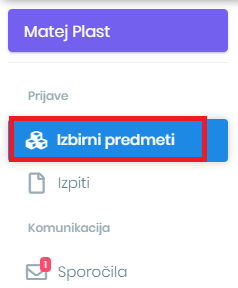 Matej Plast
Prijave
Izbirni predmeti
Izpiti
Komunikacija
1
Sporočila